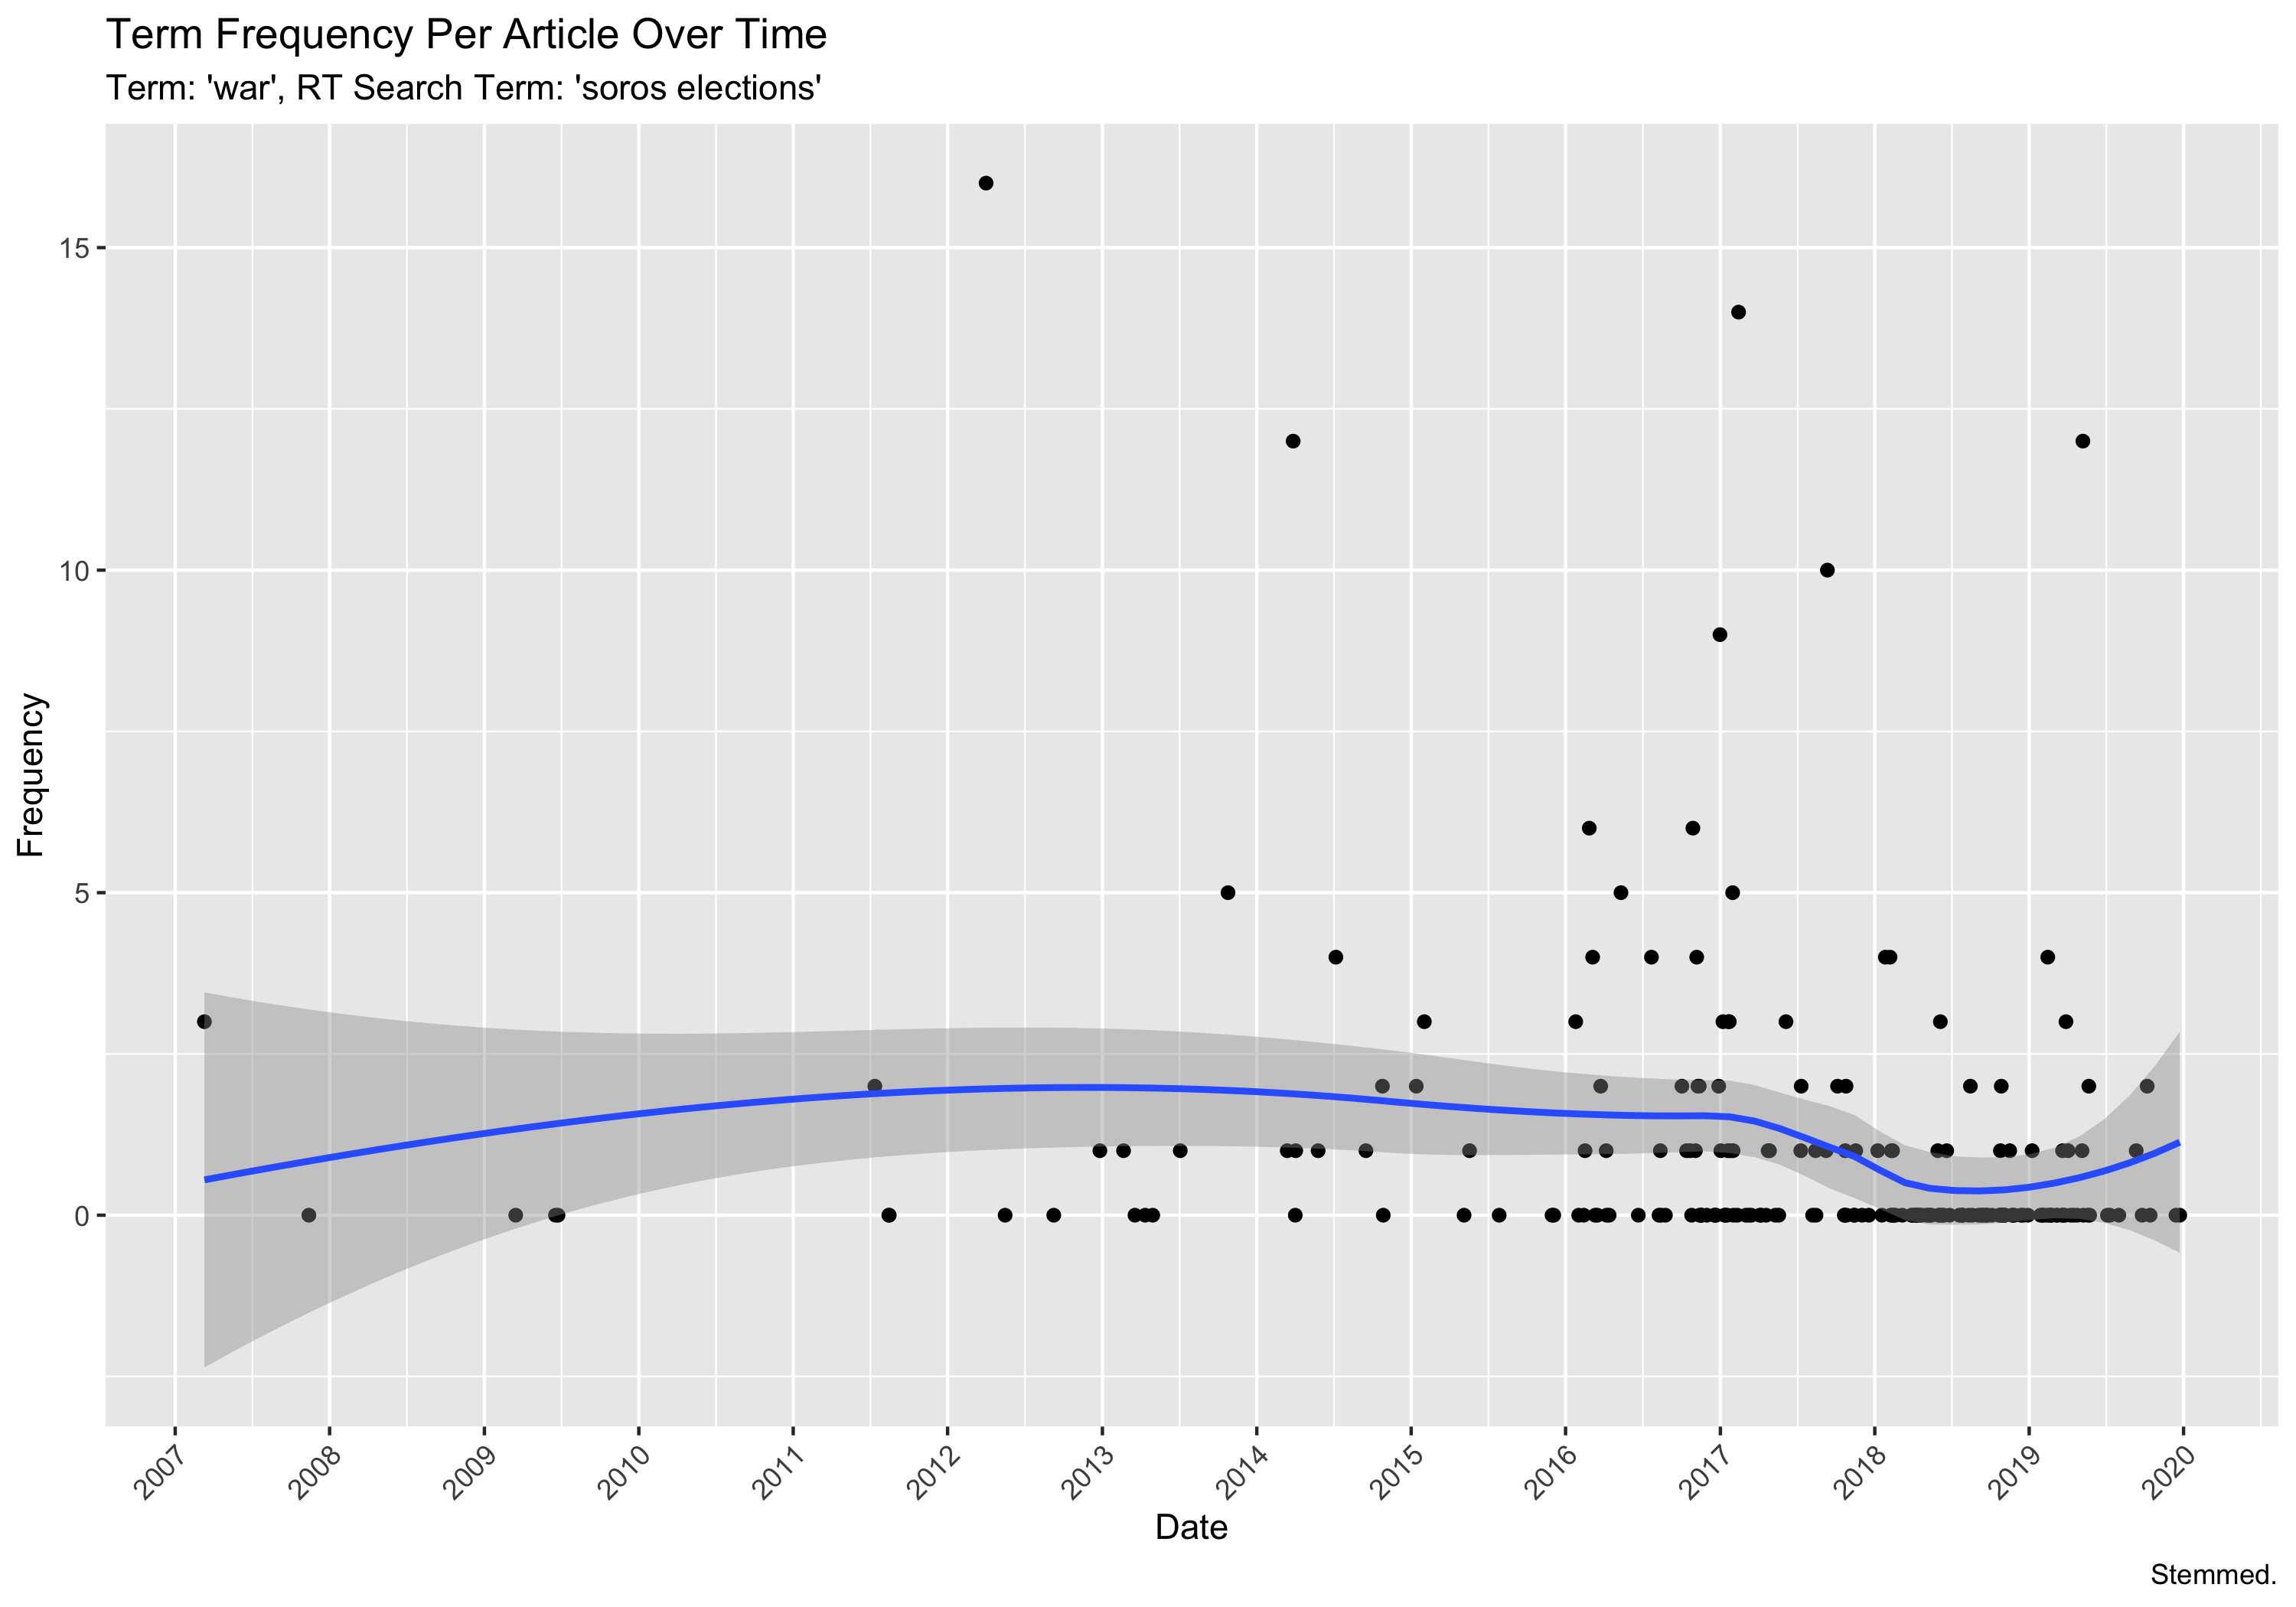 Term Frequency Per Article Over Time
Term: 'war', RT Search Term: 'soros elections'
15
10
5
0
Frequency
2007 2008 2009 2010 2011 2012 2013 2014 2015 2016 2017 2018 2019 2020
Date
Stemmed.